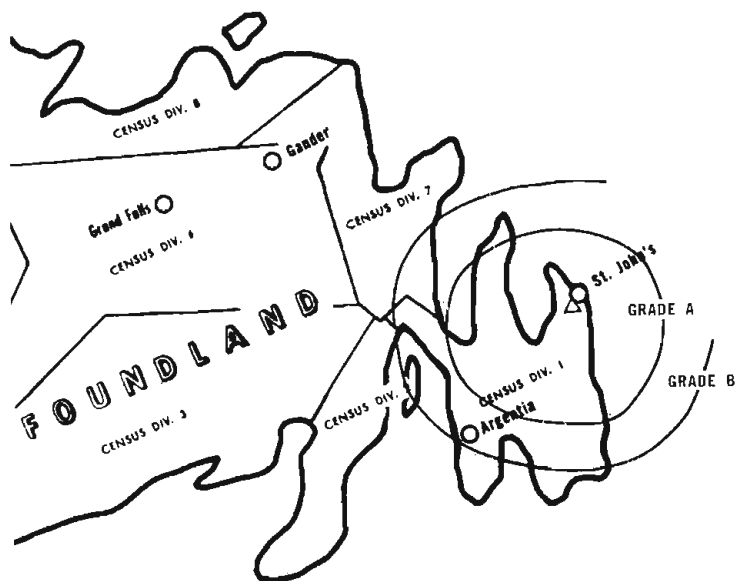 CENSUS DIV. 8
Gander
CENSUS DIV. 7
Grand Falls
CENSUS DIV. 6
St. John's
GRADE A
FOUNDLAND
GRADE B
CENSUS DIV. 1
CENSUS DIV.
CENSUS DIV. 3
Argentia